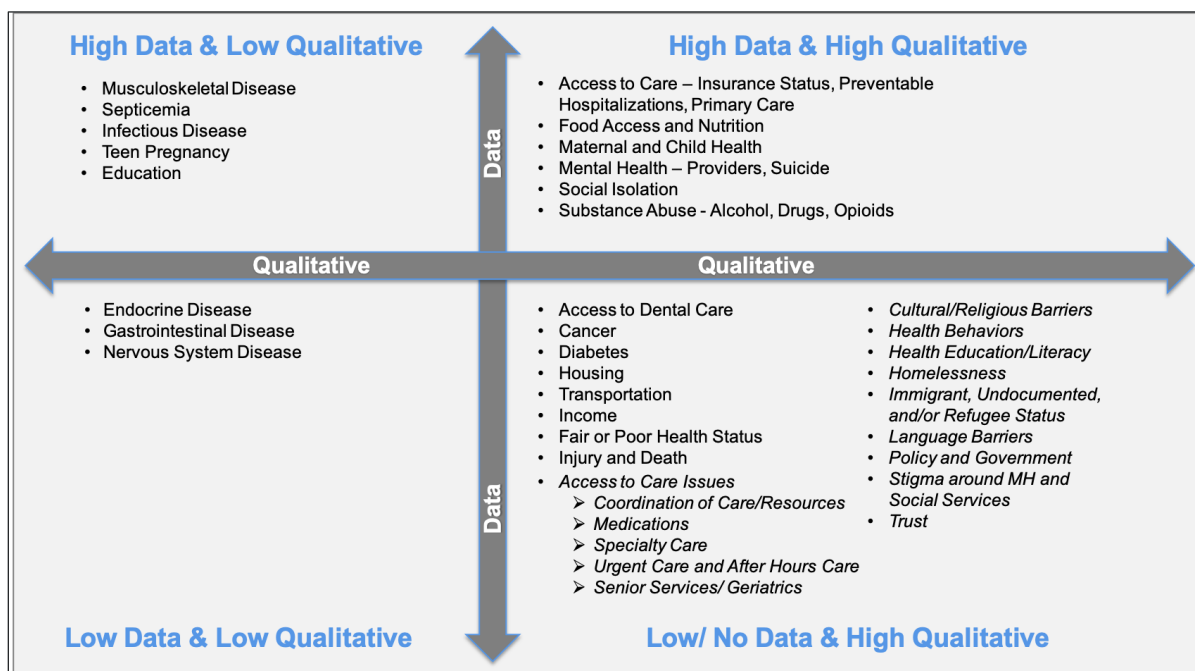 High Data & Low Qualitative
• Musculoskeletal Disease
• Septicemia
• Infectious Disease
• Teen Pregnancy
• Education
Data
High Data & High Qualitative
• Access to Care – Insurance Status, Preventable
Hospitalizations, Primary Care
• Food Access and Nutrition
• Maternal and Child Health
• Mental Health – Providers, Suicide
• Social Isolation
• Substance Abuse - Alcohol, Drugs, Opioids
Qualitative
Qualitative
• Endocrine Disease
• Gastrointestinal Disease
• Nervous System Disease
Low Data & Low Qualitative
Data
• Access to Dental Care
• Cancer
• Diabetes
• Housing
• Transportation
• Income
• Fair or Poor Health Status
• Injury and Death
• Access to Care Issues
➢ Coordination of Care/Resources
➢ Medications
➢ Specialty Care
➢ Urgent Care and After Hours Care
➢ Senior Services/ Geriatrics
• Cultural/Religious Barriers
• Health Behaviors
• Health Education/Literacy
• Homelessness
• Immigrant, Undocumented,
and/or Refugee Status
• Language Barriers
• Policy and Government
• Stigma around MH and
Social Services
• Trust
Low/ No Data & High Qualitative